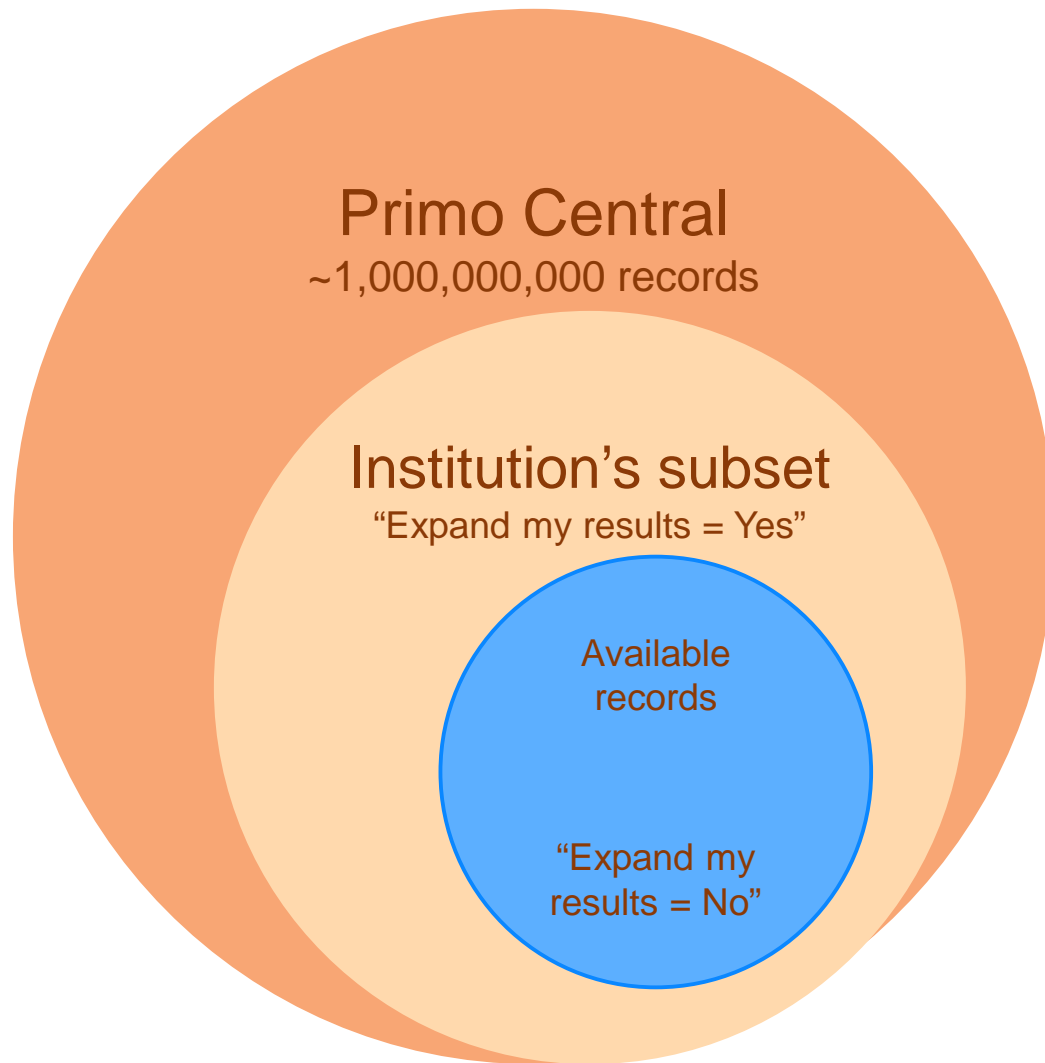 Primo Central
~1,000,000,000 records
Institution’s subset
“Expand my results = Yes”
Available
records
“Expand my
results = No”